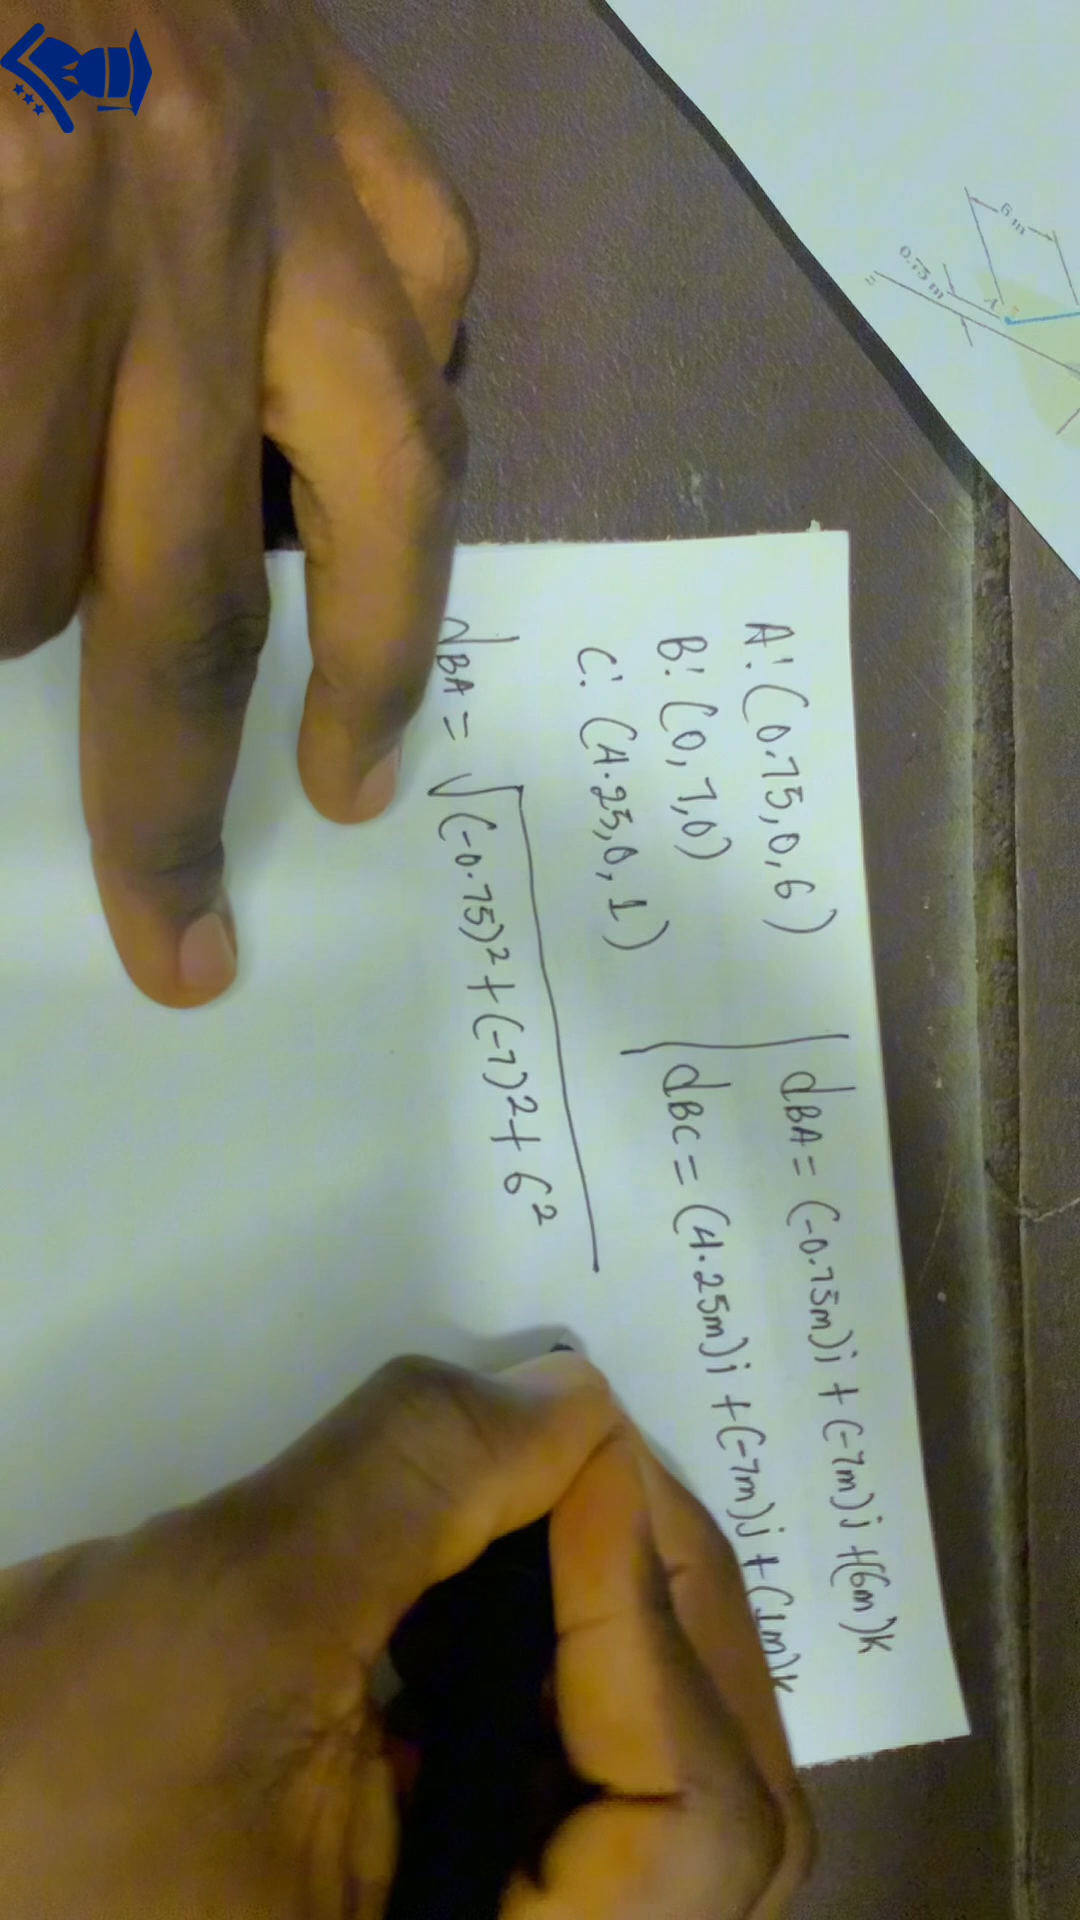 A: (0.75,0,6)
B: (0,7,0)
C: (4.25,0,1)
dBA = (-0.75m)i + (-7m)j +(6m)k
dBC = (4.25m)i + (-7m)j + (1m)k
dBA = √(-0.75)²+(-7)²+6²
6 m
0.75 m
A